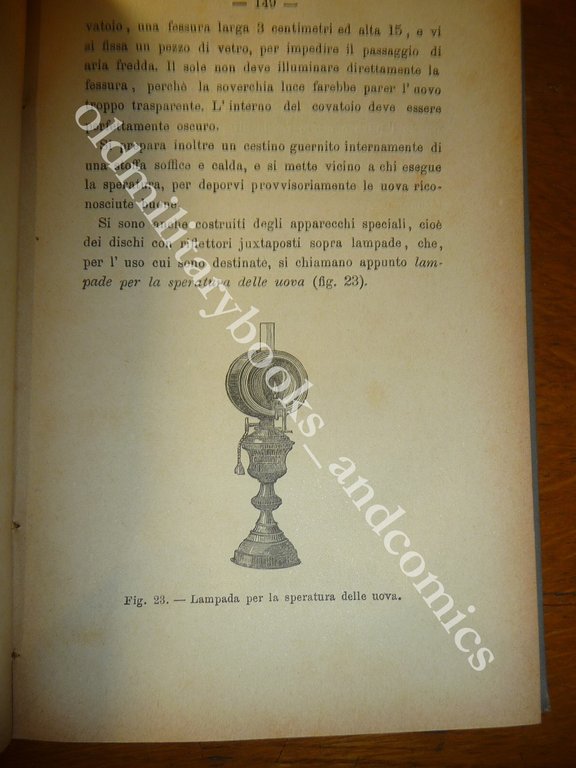 — 149 —
vatoio, una fessura larga 3 centimetri ed alta 15, e vi
si fissa un pezzo di vetro, per impedire il passaggio di
aria fredda. Il sole non deve illuminare direttamente la
fessura, perchè la soverchia luce farebbe parer l'uovo
troppo trasparente. L'interno del covatoio deve essere
perfettamente oscuro.
Si prepara inoltre un cestino guernito internamente di
una stoffa soffice e calda, e si mette vicino a chi esegue
la speratura, per deporvi provvisoriamente le uova rico-
nosciute buone.
Si sono anche costruiti degli apparecchi speciali, cioè
dei dischi con riflettori juxtaposti sopra lampade, che,
per l'uso cui sono destinate, si chiamano appunto lam-
pade per la speratura delle uova (fig. 23).
Fig. 23. — Lampada per la speratura delle uova.
oldmilitarybooks_andcomics